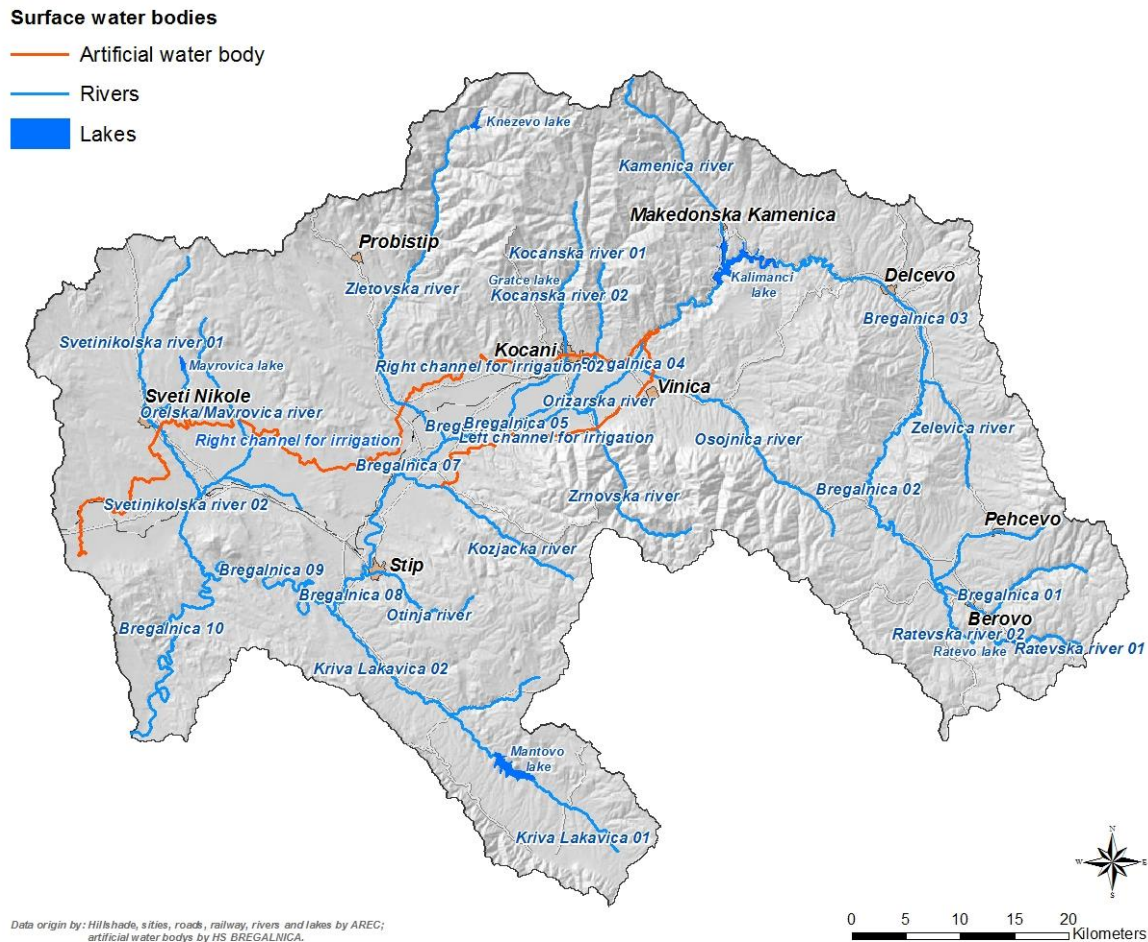 Surface water bodies
Artificial water body
Rivers
Lakes
Knezevo lake
Kamenica river
Makedonska Kamenica
Probistip
Kocanska river 01
Zletovska river
Gratce lake
Kocanska river 02
Kalimanci
lake
Delcevo
Bregalnica 03
Svetinikolska river 01
Mavrovica lake
Kocani
Right channel for irrigation-02
Bregalnica 04
Vinica
Sveti Nikole
Orelska/Mavrovica river
Orizarska river
Bregalnica 05
Right channel for irrigation
Left channel for irrigation
Zelevica river
Osojnica river
Bregalnica 07
Bregalnica 02
Svetinikolska river 02
Zrnovska river
Pehcevo
Kozjacka river
Stip
Bregalnica 09
Bregalnica 08
Otinja river
Bregalnica 01
Berovo
Bregalnica 10
Ratevska river 02
Ratevo lake
Ratevska river 01
Kriva Lakavica 02
Mantovo
lake
Kriva Lakavica 01
N
W E
S
0 5 10 15 20
Kilometers
Data origin by: Hillshade, sities, roads, railway, rivers and lakes by AREC;
artificial water bodys by HS BREGALNICA.